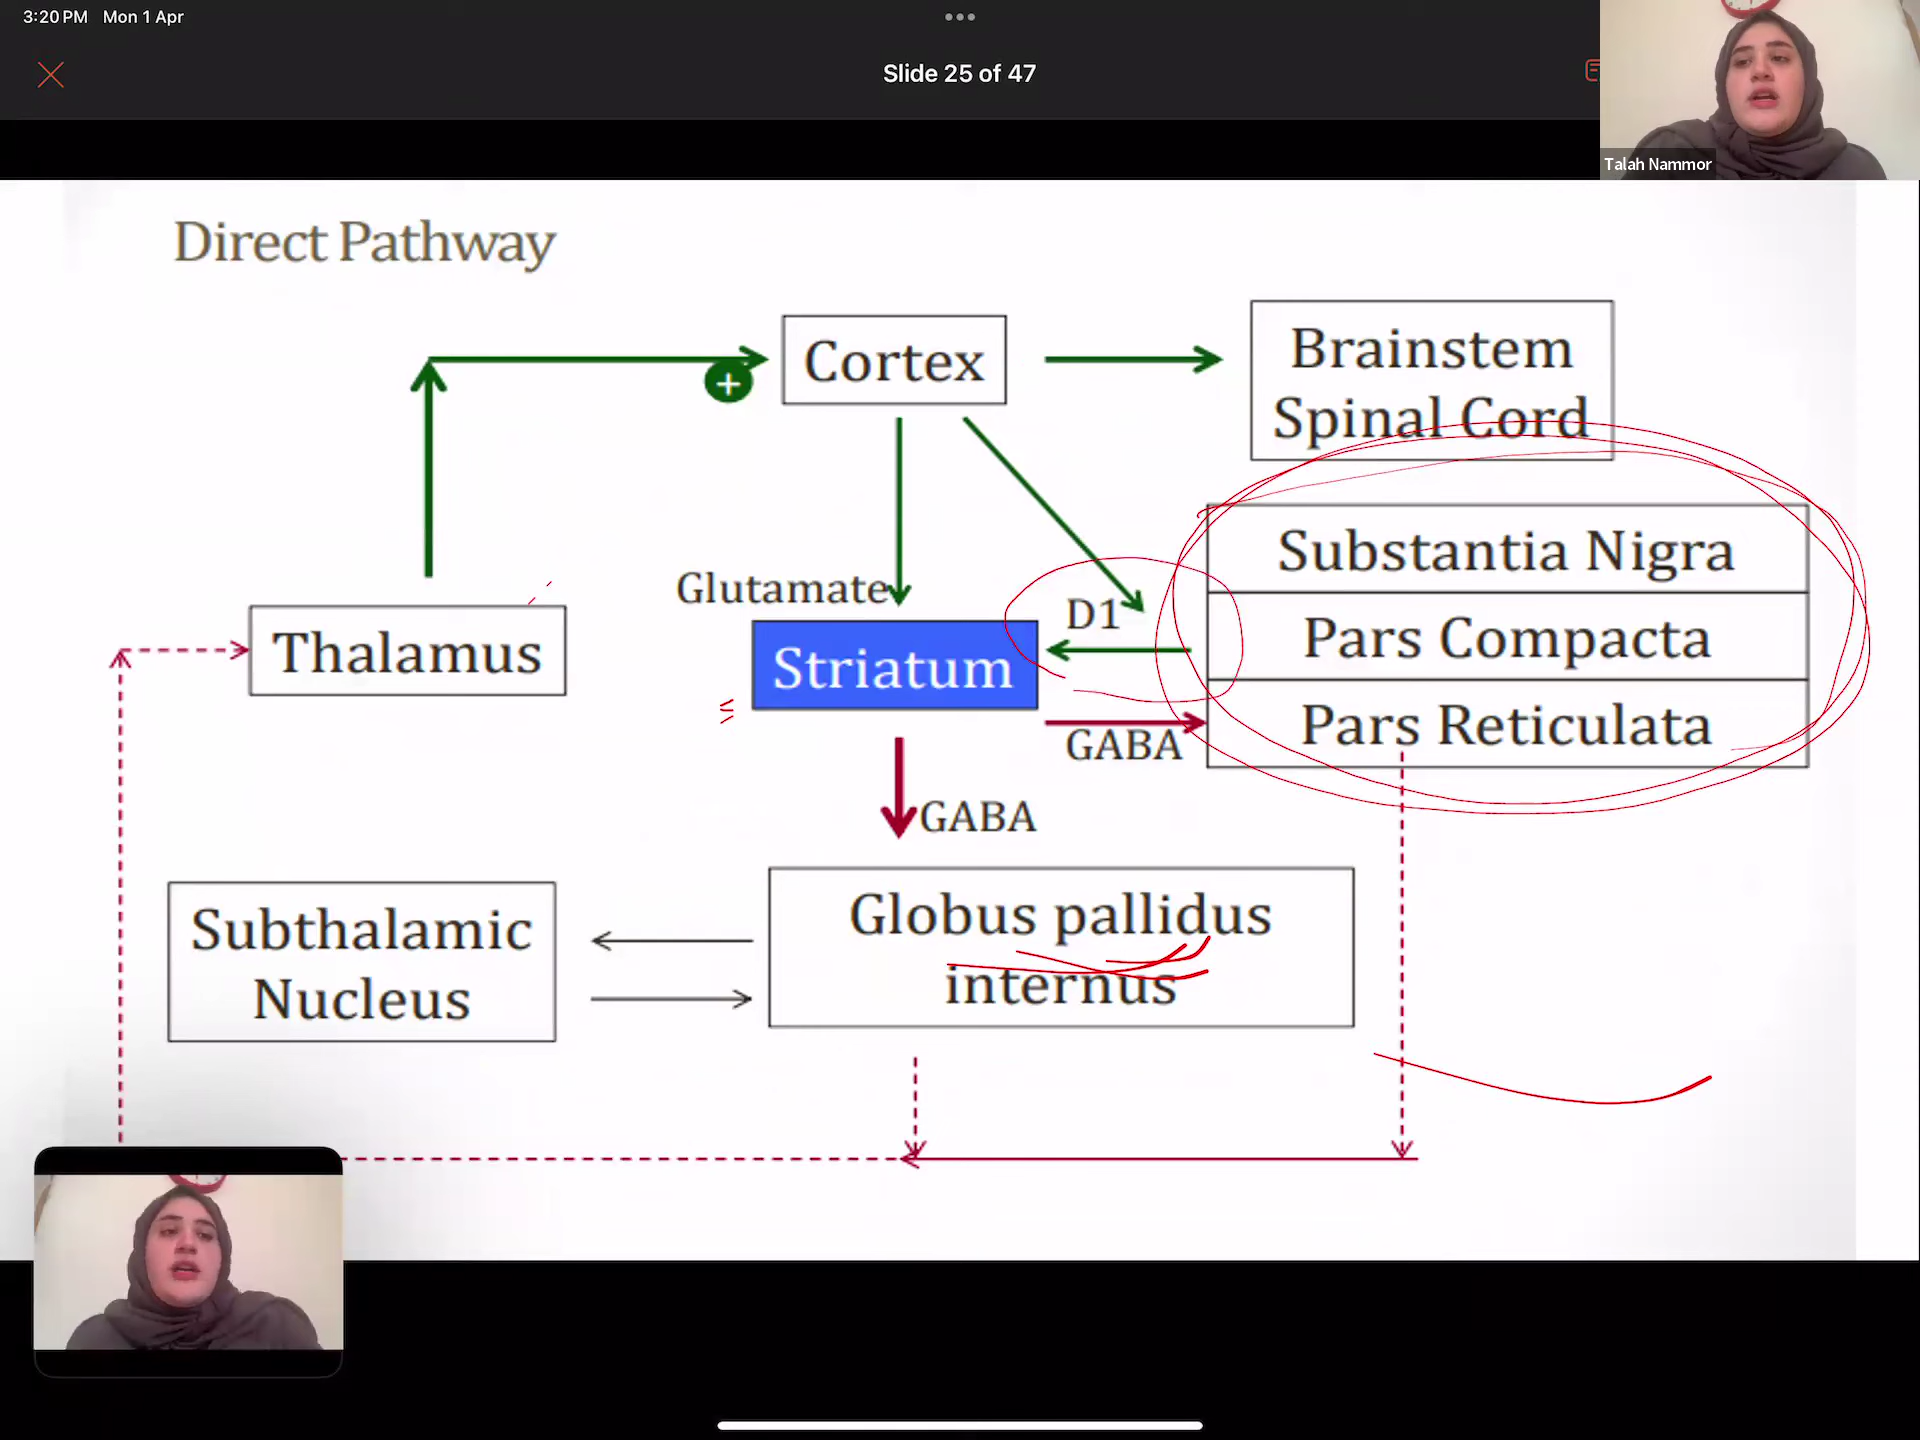 3:20 PM Mon 1 Apr
Slide 25 of 47
Talah Nammor
Direct Pathway
Cortex
Brainstem
Spinal Cord
Substantia Nigra
Glutamate
D1
Pars Compacta
Thalamus
Striatum
Pars Reticulata
GABA
GABA
Subthalamic
Nucleus
Globus pallidus
internus